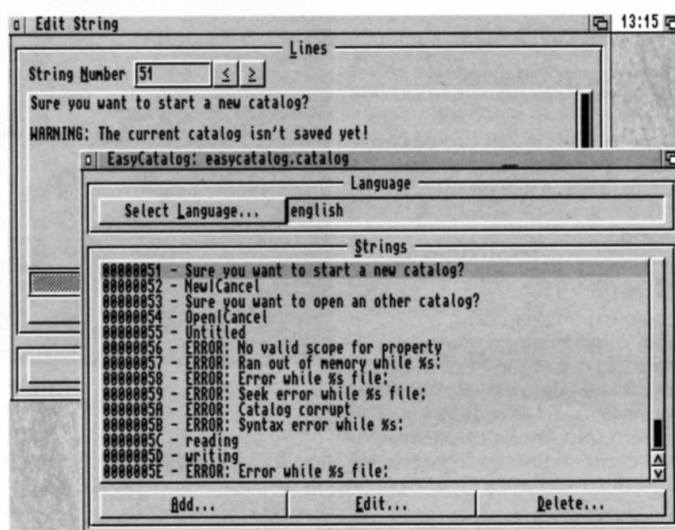 Edit String
13:15
Lines
String Number 51 < >
Sure you want to start a new catalog?
WARNING: The current catalog isn't saved yet!
EasyCatalog: easycatalog.catalog
Language
Select Language... english
Strings
00000051 - Sure you want to start a new catalog?
00000052 - New|Cancel
00000053 - Sure you want to open an other catalog?
00000054 - Open|Cancel
00000055 - Untitled
00000056 - ERROR: No valid scope for property
00000057 - ERROR: Ran out of memory while %s:
00000058 - ERROR: Error while %s file:
00000059 - ERROR: Seek error while %s file:
0000005A - ERROR: Catalog corrupt
0000005B - ERROR: Syntax error while %s:
0000005C - reading
0000005D - writing
0000005E - ERROR: Error while %s file:
Add... Edit... Delete...